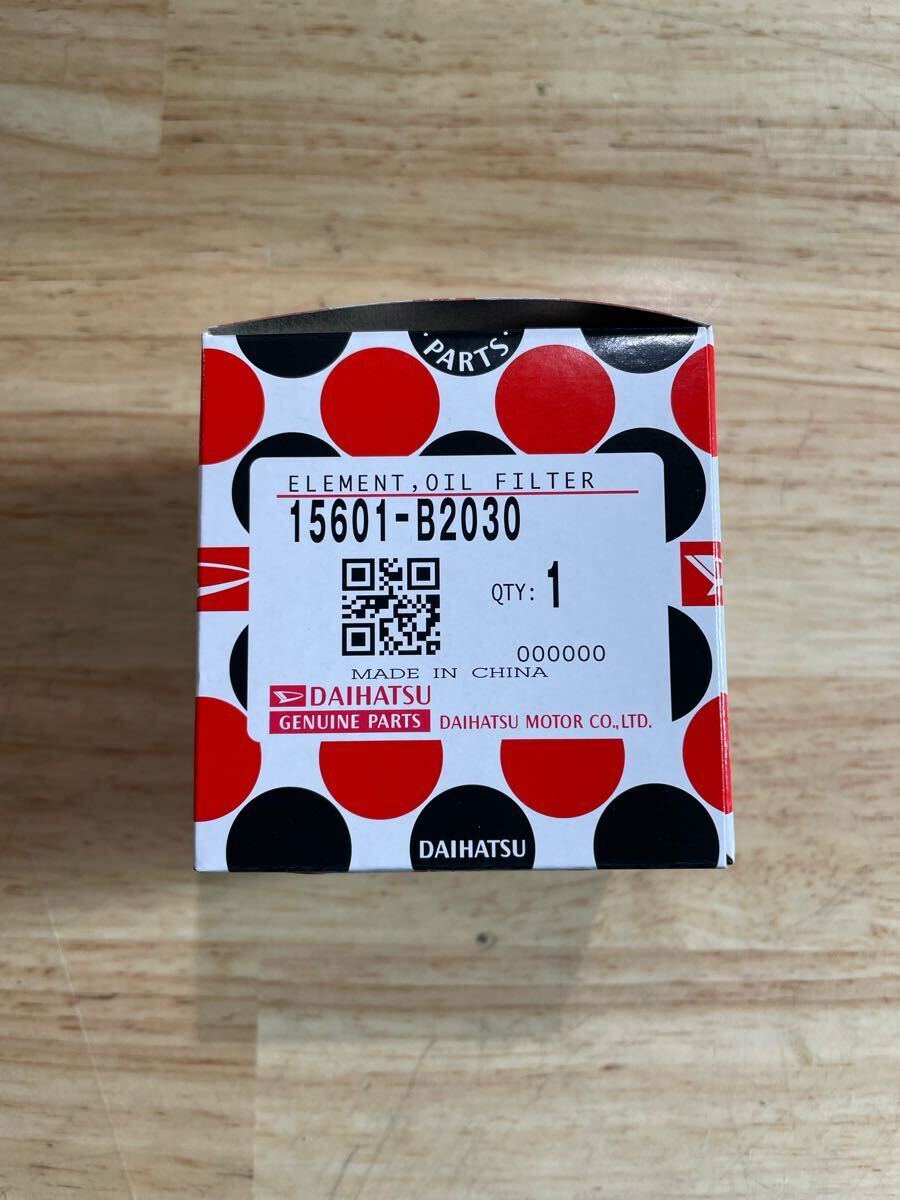 ·PARTS·
ELEMENT,OIL FILTER
15601-B2030
QTY: 1
000000
MADE IN CHINA
DAIHATSU
GENUINE PARTS DAIHATSU MOTOR CO.,LTD.
DAIHATSU